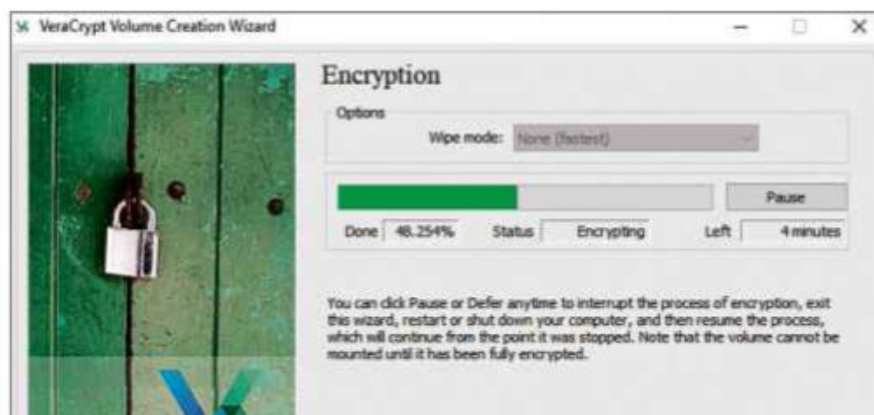 VeraCrypt Volume Creation Wizard
Encryption
Options
Wipe mode: None (fastest)
Pause
Done 48.254% Status Encrypting Left 4 minutes
You can click Pause or Defer anytime to interrupt the process of encryption, exit
this wizard, restart or shut down your computer, and then resume the process,
which will continue from the point it was stopped. Note that the volume cannot be
mounted until it has been fully encrypted.